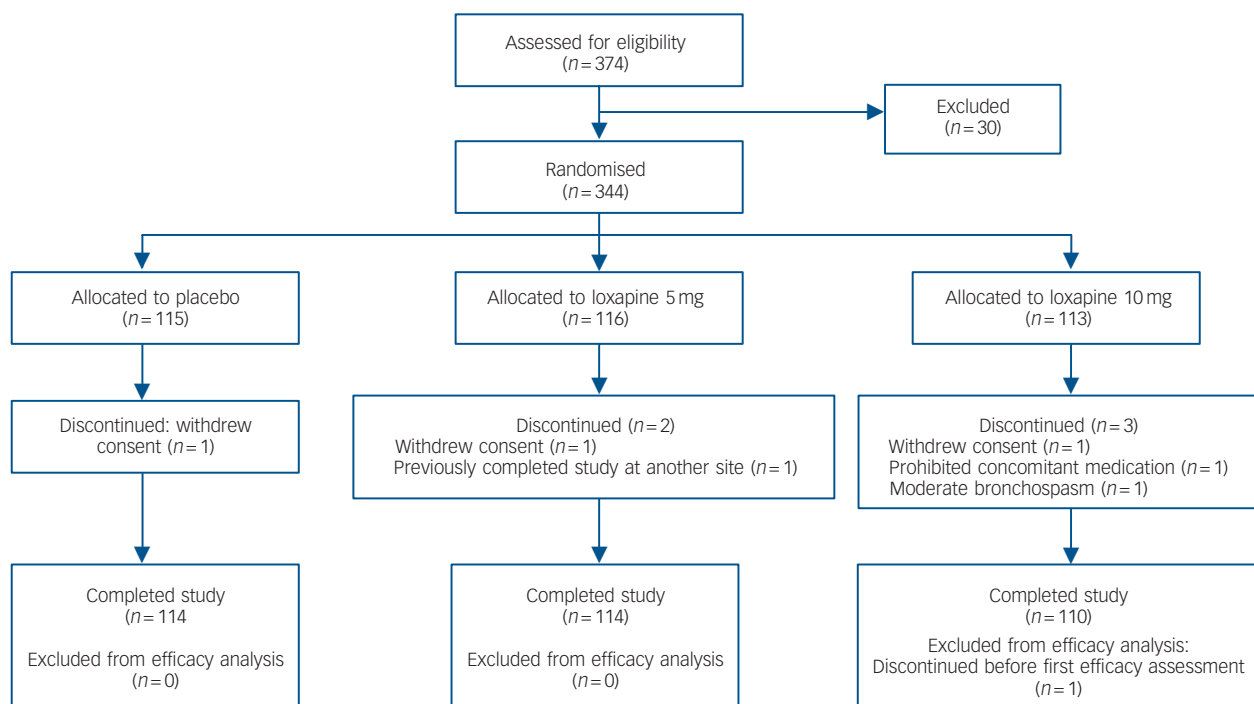 Assessed for eligibility
(n=374)
Excluded
(n=30)
Randomised
(n=344)
Allocated to placebo
(n=115)
Allocated to loxapine 5 mg
(n=116)
Allocated to loxapine 10 mg
(n=113)
Discontinued: withdrew
consent (n=1)
Discontinued (n=2)
Withdrew consent (n=1)
Previously completed study at another site (n=1)
Discontinued (n=3)
Withdrew consent (n=1)
Prohibited concomitant medication (n=1)
Moderate bronchospasm (n=1)
Completed study
(n=114
Excluded from efficacy analysis
(n=0)
Completed study
(n=114)
Excluded from efficacy analysis
(n=0)
Completed study
(n=110)
Excluded from efficacy analysis:
Discontinued before first efficacy assessment
(n=1)